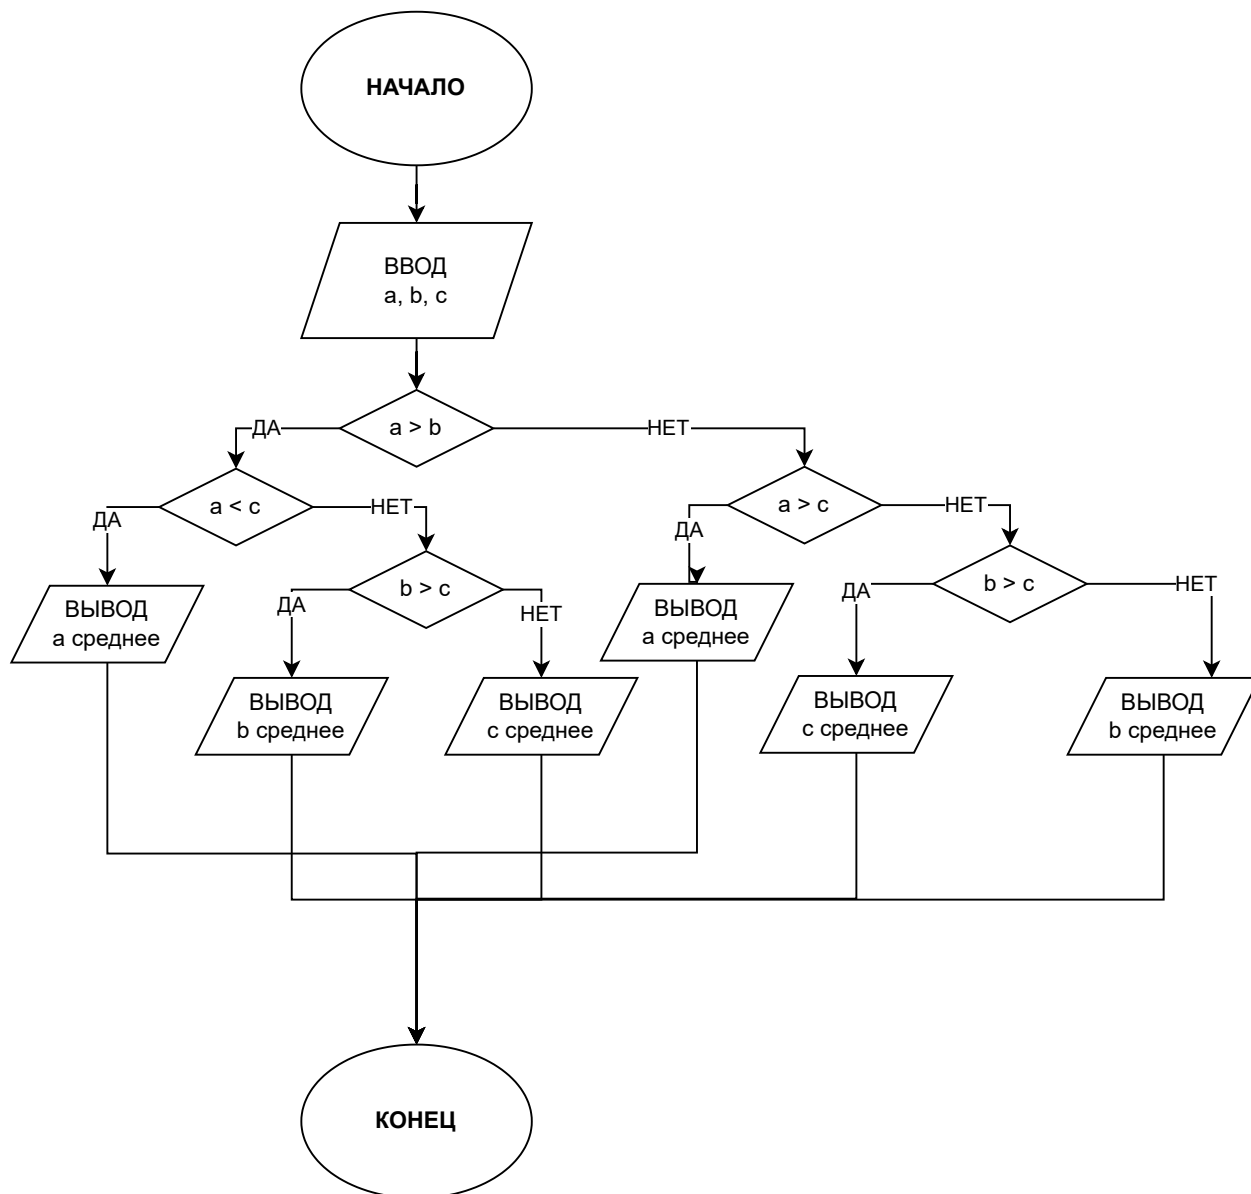 НАЧАЛО
ВВОД
a, b, c
a > b
ДА
НЕТ
a < c
a > c
ДА
НЕТ
ДА
НЕТ
b > c
b > c
ВЫВОД
a среднее
ДА
НЕТ
ВЫВОД
a среднее
ДА
НЕТ
ВЫВОД
b среднее
ВЫВОД
c среднее
ВЫВОД
c среднее
ВЫВОД
b среднее
КОНЕЦ